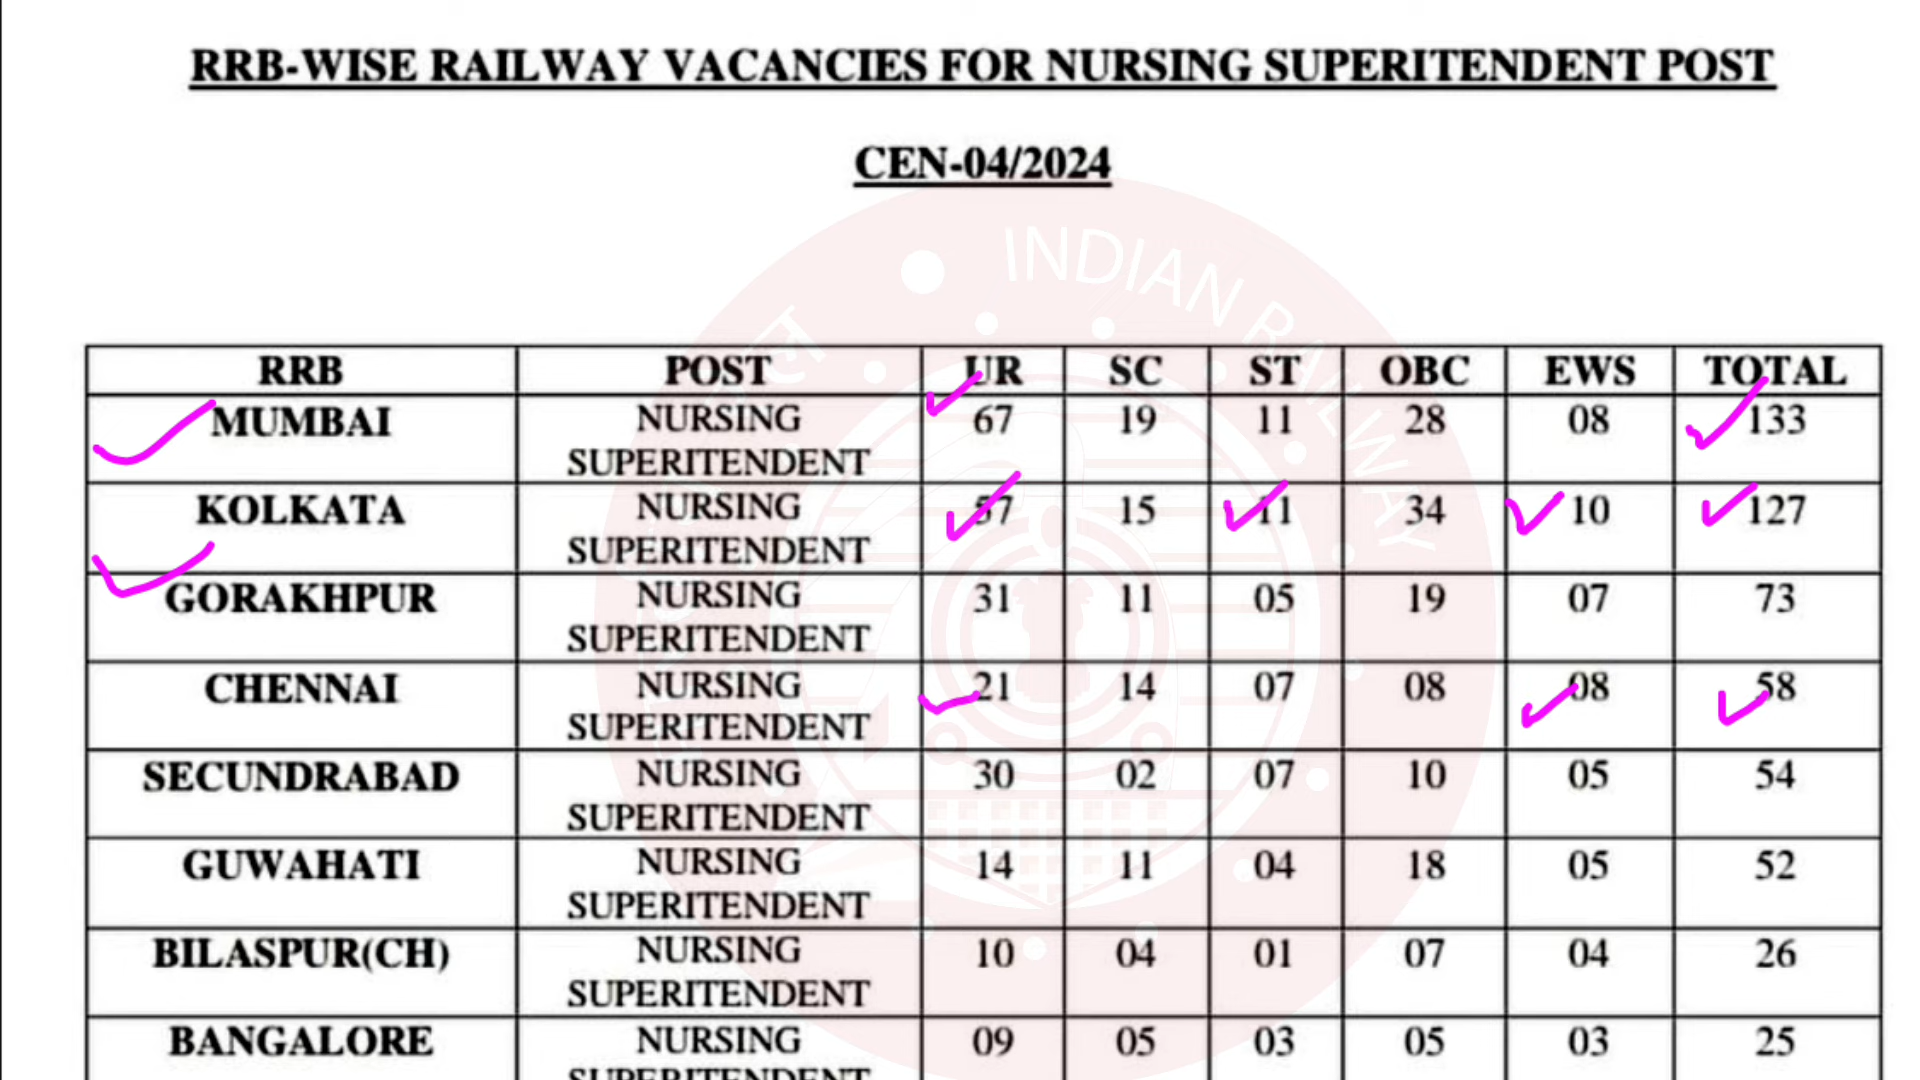 RRB-WISE RAILWAY VACANCIES FOR NURSING SUPERITENDENT POST
CEN-04/2024
INDIAN RAILWAY
RRB POST UR SC ST OBC EWS TOTAL
MUMBAI NURSING SUPERITENDENT 67 19 11 28 08 133
KOLKATA NURSING SUPERITENDENT 57 15 11 34 10 127
GORAKHPUR NURSING SUPERITENDENT 31 11 05 19 07 73
CHENNAI NURSING SUPERITENDENT 21 14 07 08 08 58
SECUNDRABAD NURSING SUPERITENDENT 30 02 07 10 05 54
GUWAHATI NURSING SUPERITENDENT 14 11 04 18 05 52
BILASPUR(CH) NURSING SUPERITENDENT 10 04 01 07 04 26
BANGALORE NURSING SUPERITENDENT 09 05 03 05 03 25